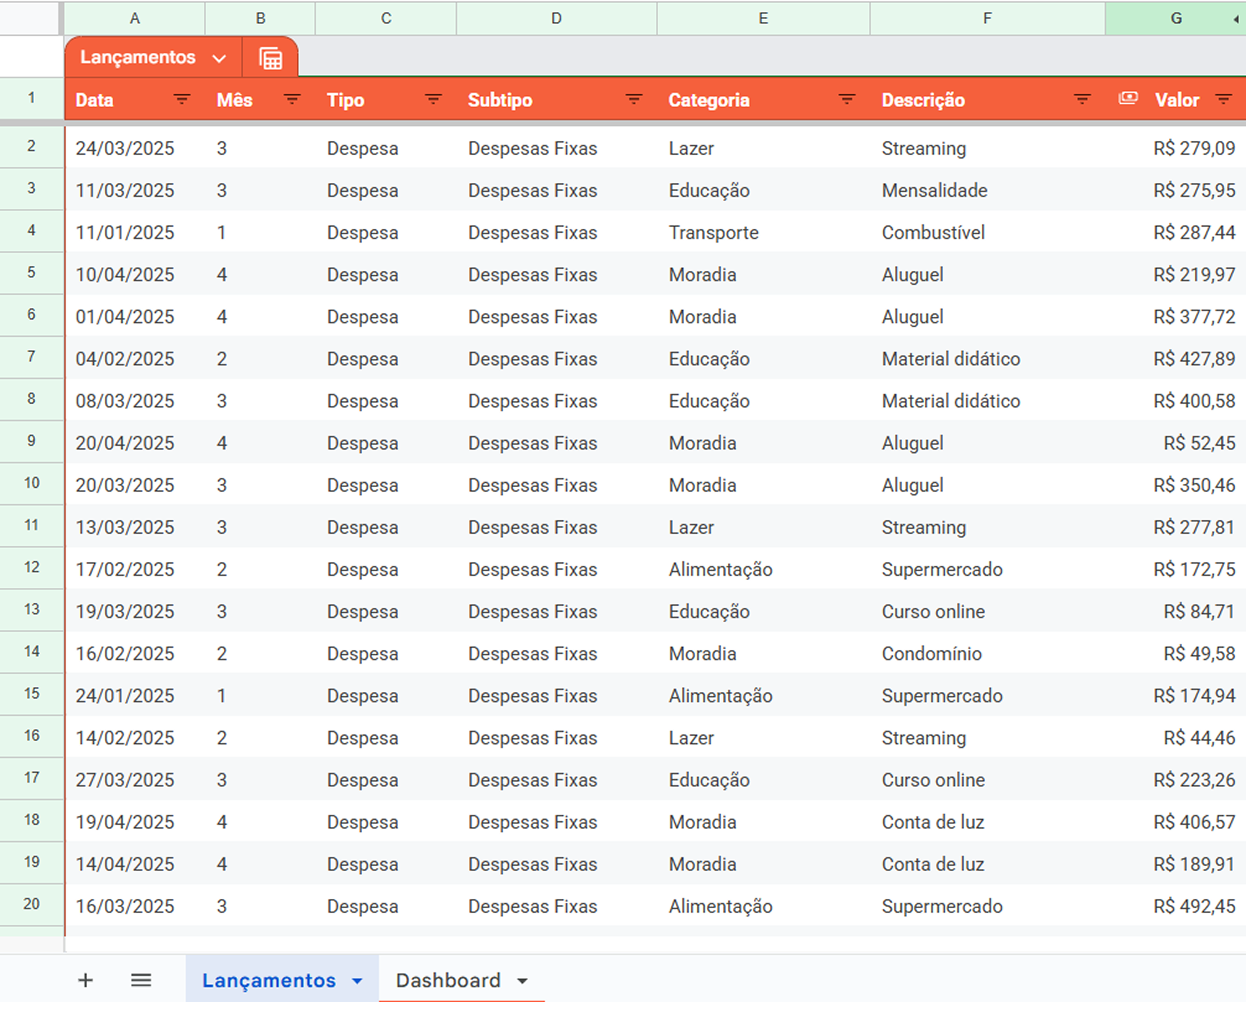 A B C D E F G
Lançamentos
1 Data Mês Tipo Subtipo Categoria Descrição Valor
2 24/03/2025 3 Despesa Despesas Fixas Lazer Streaming R$ 279,09
3 11/03/2025 3 Despesa Despesas Fixas Educação Mensalidade R$ 275,95
4 11/01/2025 1 Despesa Despesas Fixas Transporte Combustível R$ 287,44
5 10/04/2025 4 Despesa Despesas Fixas Moradia Aluguel R$ 219,97
6 01/04/2025 4 Despesa Despesas Fixas Moradia Aluguel R$ 377,72
7 04/02/2025 2 Despesa Despesas Fixas Educação Material didático R$ 427,89
8 08/03/2025 3 Despesa Despesas Fixas Educação Material didático R$ 400,58
9 20/04/2025 4 Despesa Despesas Fixas Moradia Aluguel R$ 52,45
10 20/03/2025 3 Despesa Despesas Fixas Moradia Aluguel R$ 350,46
11 13/03/2025 3 Despesa Despesas Fixas Lazer Streaming R$ 277,81
12 17/02/2025 2 Despesa Despesas Fixas Alimentação Supermercado R$ 172,75
13 19/03/2025 3 Despesa Despesas Fixas Educação Curso online R$ 84,71
14 16/02/2025 2 Despesa Despesas Fixas Moradia Condomínio R$ 49,58
15 24/01/2025 1 Despesa Despesas Fixas Alimentação Supermercado R$ 174,94
16 14/02/2025 2 Despesa Despesas Fixas Lazer Streaming R$ 44,46
17 27/03/2025 3 Despesa Despesas Fixas Educação Curso online R$ 223,26
18 19/04/2025 4 Despesa Despesas Fixas Moradia Conta de luz R$ 406,57
19 14/04/2025 4 Despesa Despesas Fixas Moradia Conta de luz R$ 189,91
20 16/03/2025 3 Despesa Despesas Fixas Alimentação Supermercado R$ 492,45
Lançamentos Dashboard